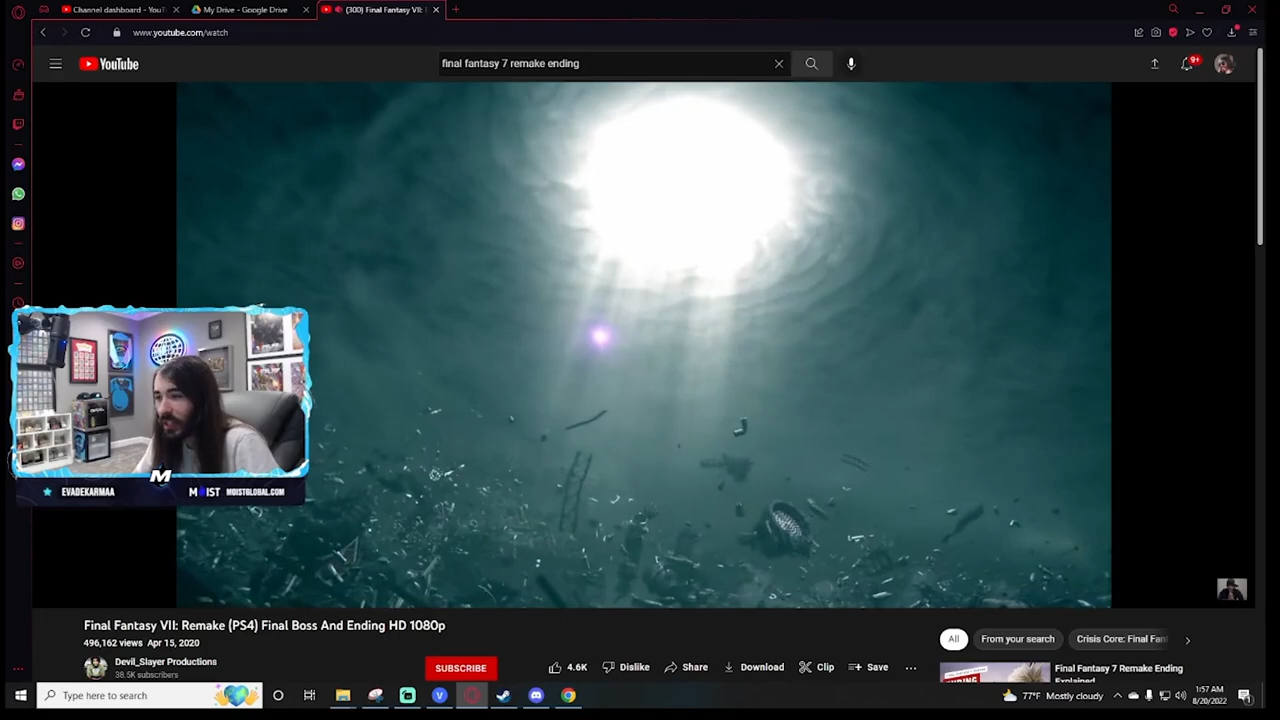 Channel dashboard - YouT
My Drive - Google Drive
(300) Final Fantasy VII:
www.youtube.com/watch
YouTube
final fantasy 7 remake ending
9+
M
EVADEKARMAA
MOIST
MOISTGLOBAL.COM
Final Fantasy VII: Remake (PS4) Final Boss And Ending HD 1080p
496,162 views Apr 15, 2020
Devil_Slayer Productions
38.5K subscribers
SUBSCRIBE
4.6K
Dislike
Share
Download
Clip
Save
All
From your search
Crisis Core: Final Fant
Final Fantasy 7 Remake Ending
Explained
Type here to search
77°F Mostly cloudy
1:57 AM
8/20/2022